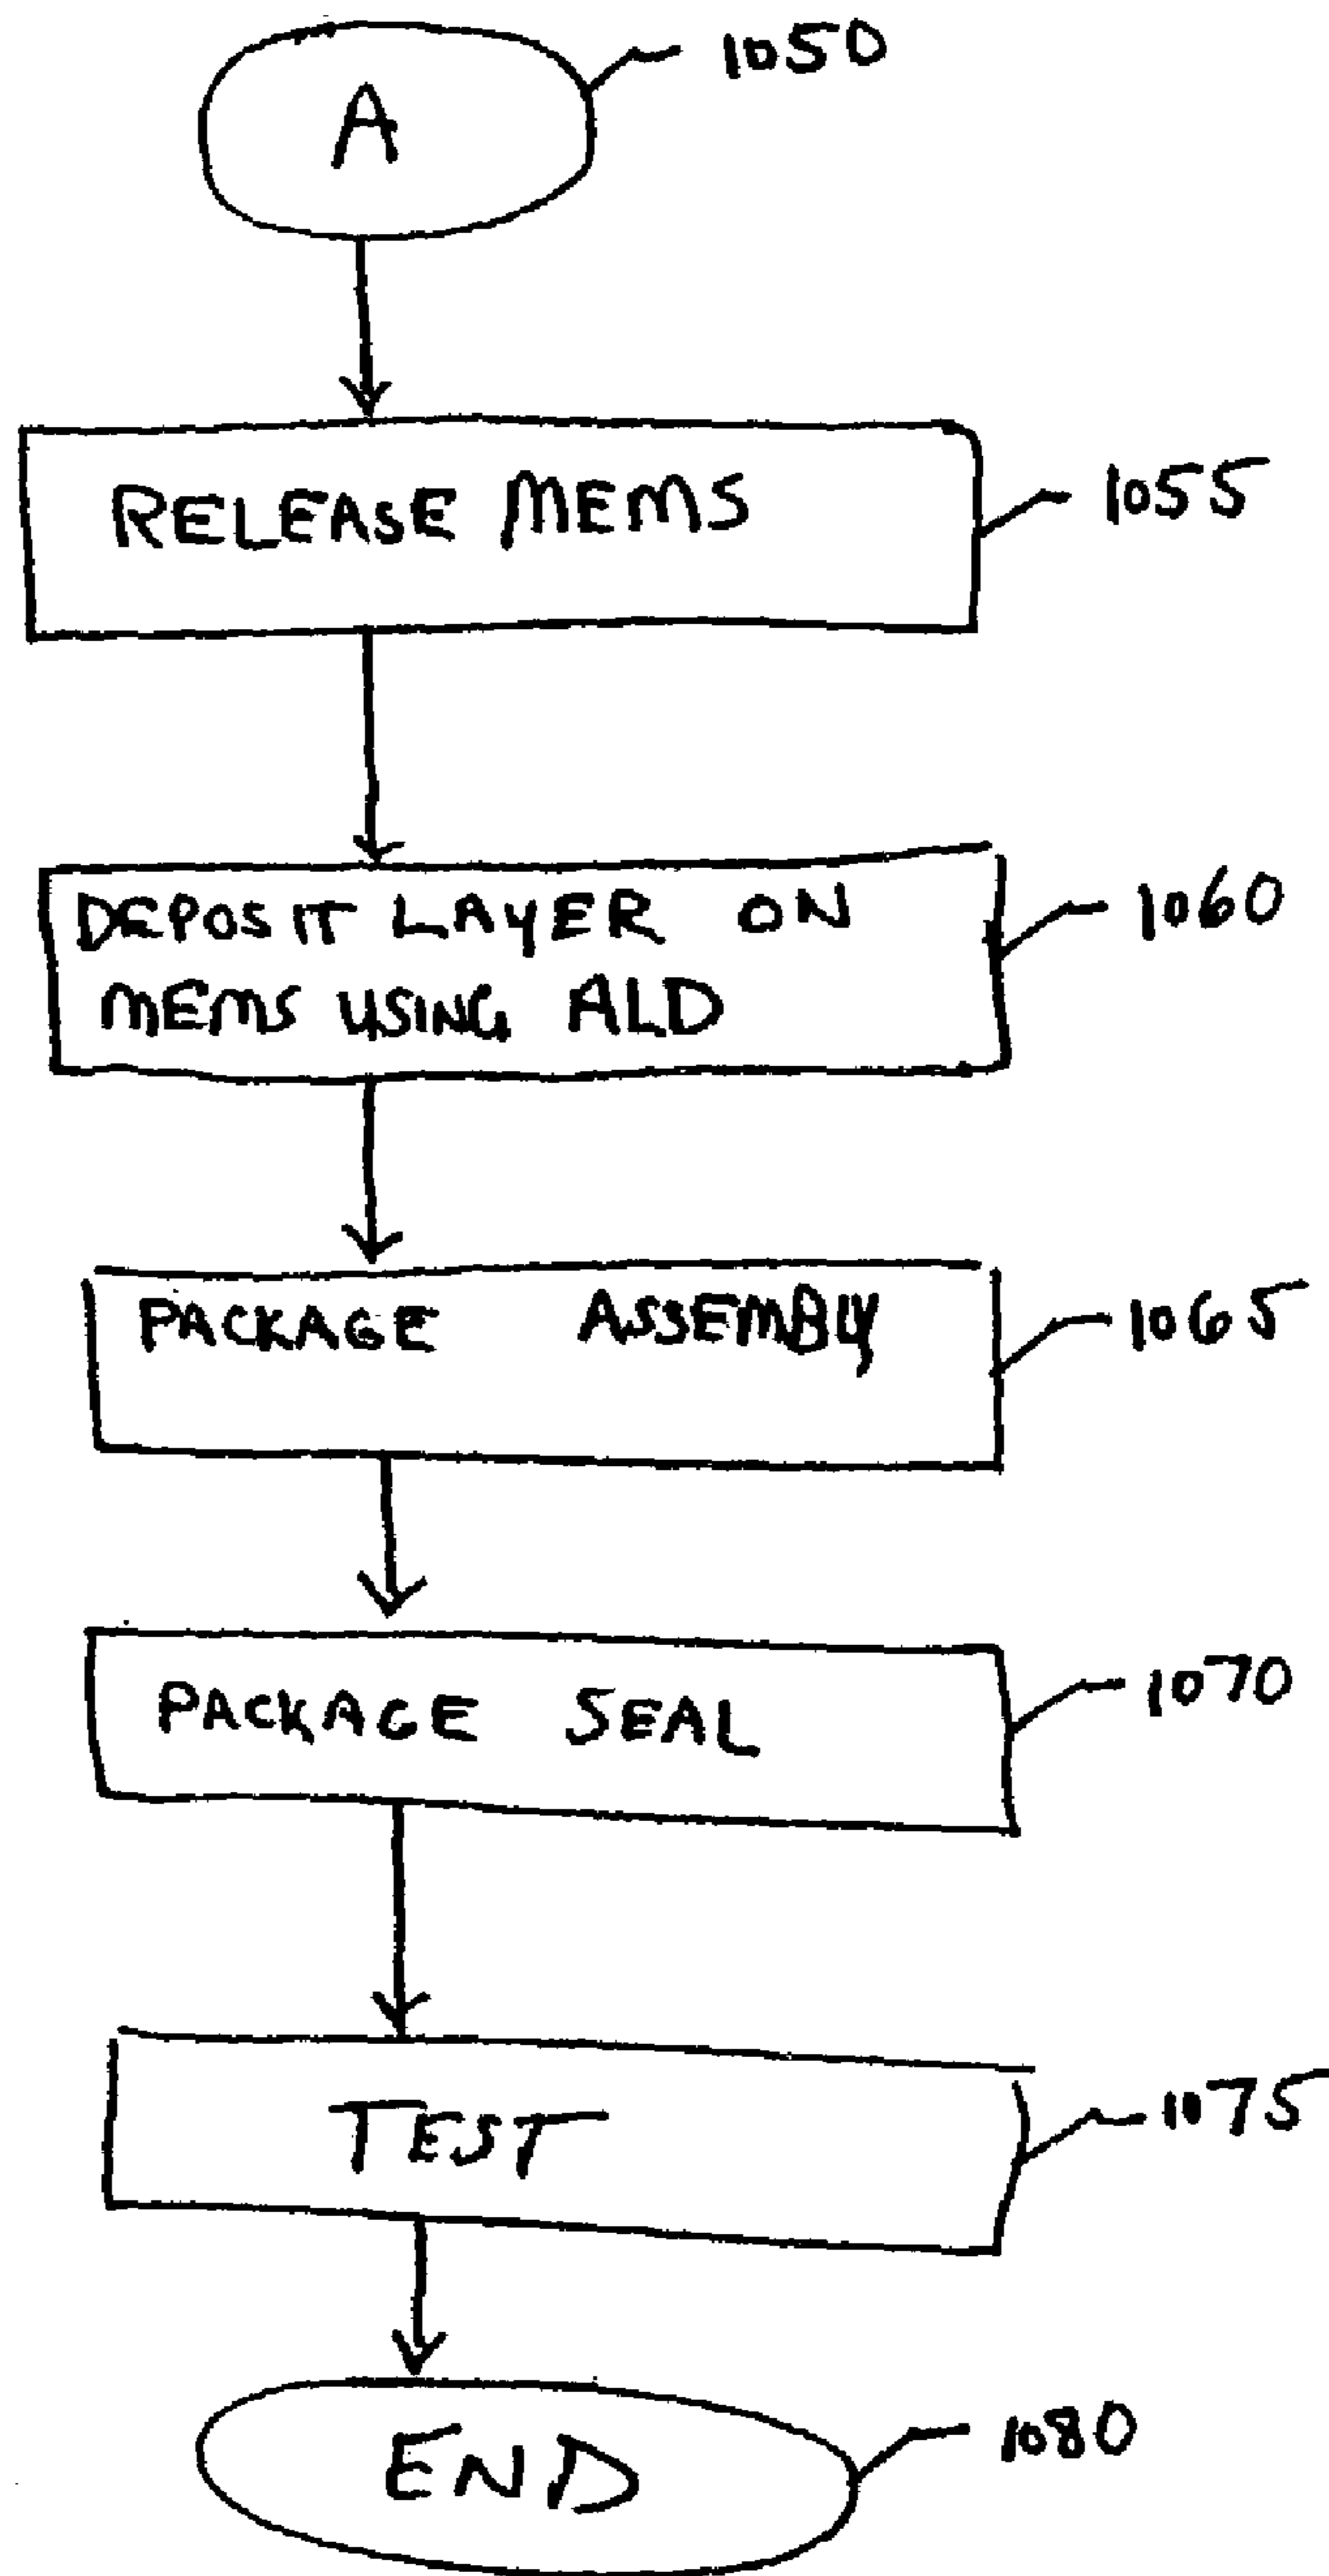 A
1050
RELEASE MEMS
1055
DEPOSIT LAYER ON
MEMS USING ALD
1060
PACKAGE ASSEMBLY
1065
PACKAGE SEAL
1070
TEST
1075
END
1080